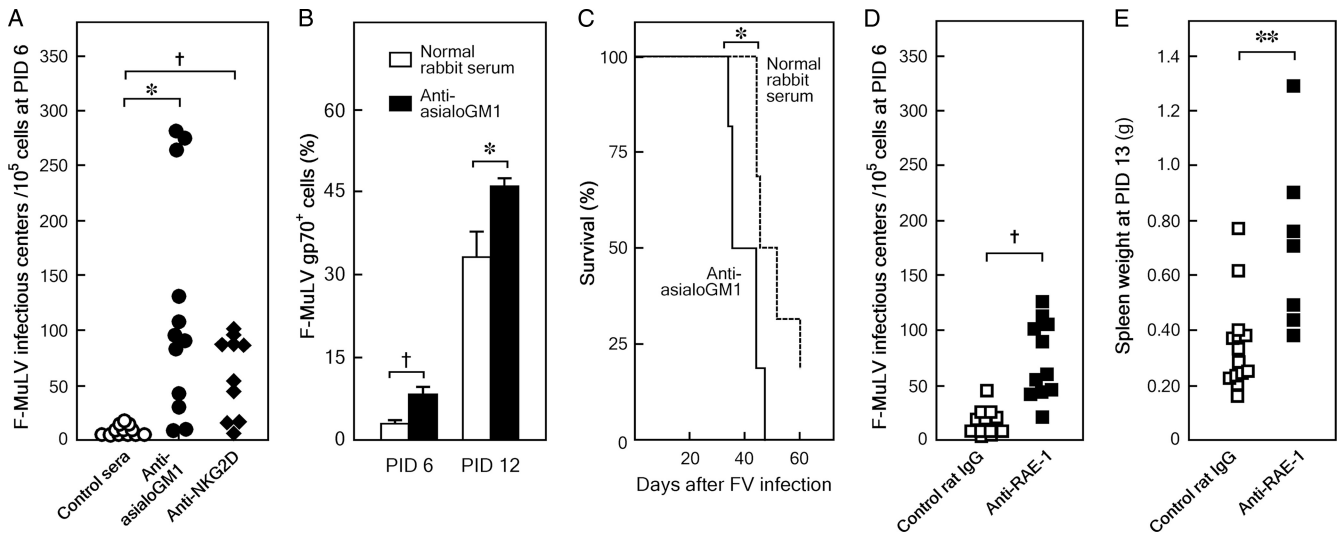 A
F-MuLV infectious centers /10⁵ cells at PID 6
350
300
250
200
150
100
50
0
†
*
Control sera
Anti-
asialoGM1
Anti-NKG2D
B
F-MuLV gp70⁺ cells (%)
60
45
30
15
0
Normal
rabbit serum
Anti-
asialoGM1
†
*
PID 6
PID 12
C
Survival (%)
100
75
50
25
0
*
Normal
rabbit
serum
Anti-
asialoGM1
20
40
60
Days after FV infection
D
F-MuLV infectious centers /10⁵ cells at PID 6
350
300
250
200
150
100
50
0
†
Control rat IgG
Anti-RAE-1
E
Spleen weight at PID 13 (g)
1.4
1.2
1.0
0.80
0.60
0.40
0.20
0
**
Control rat IgG
Anti-RAE-1